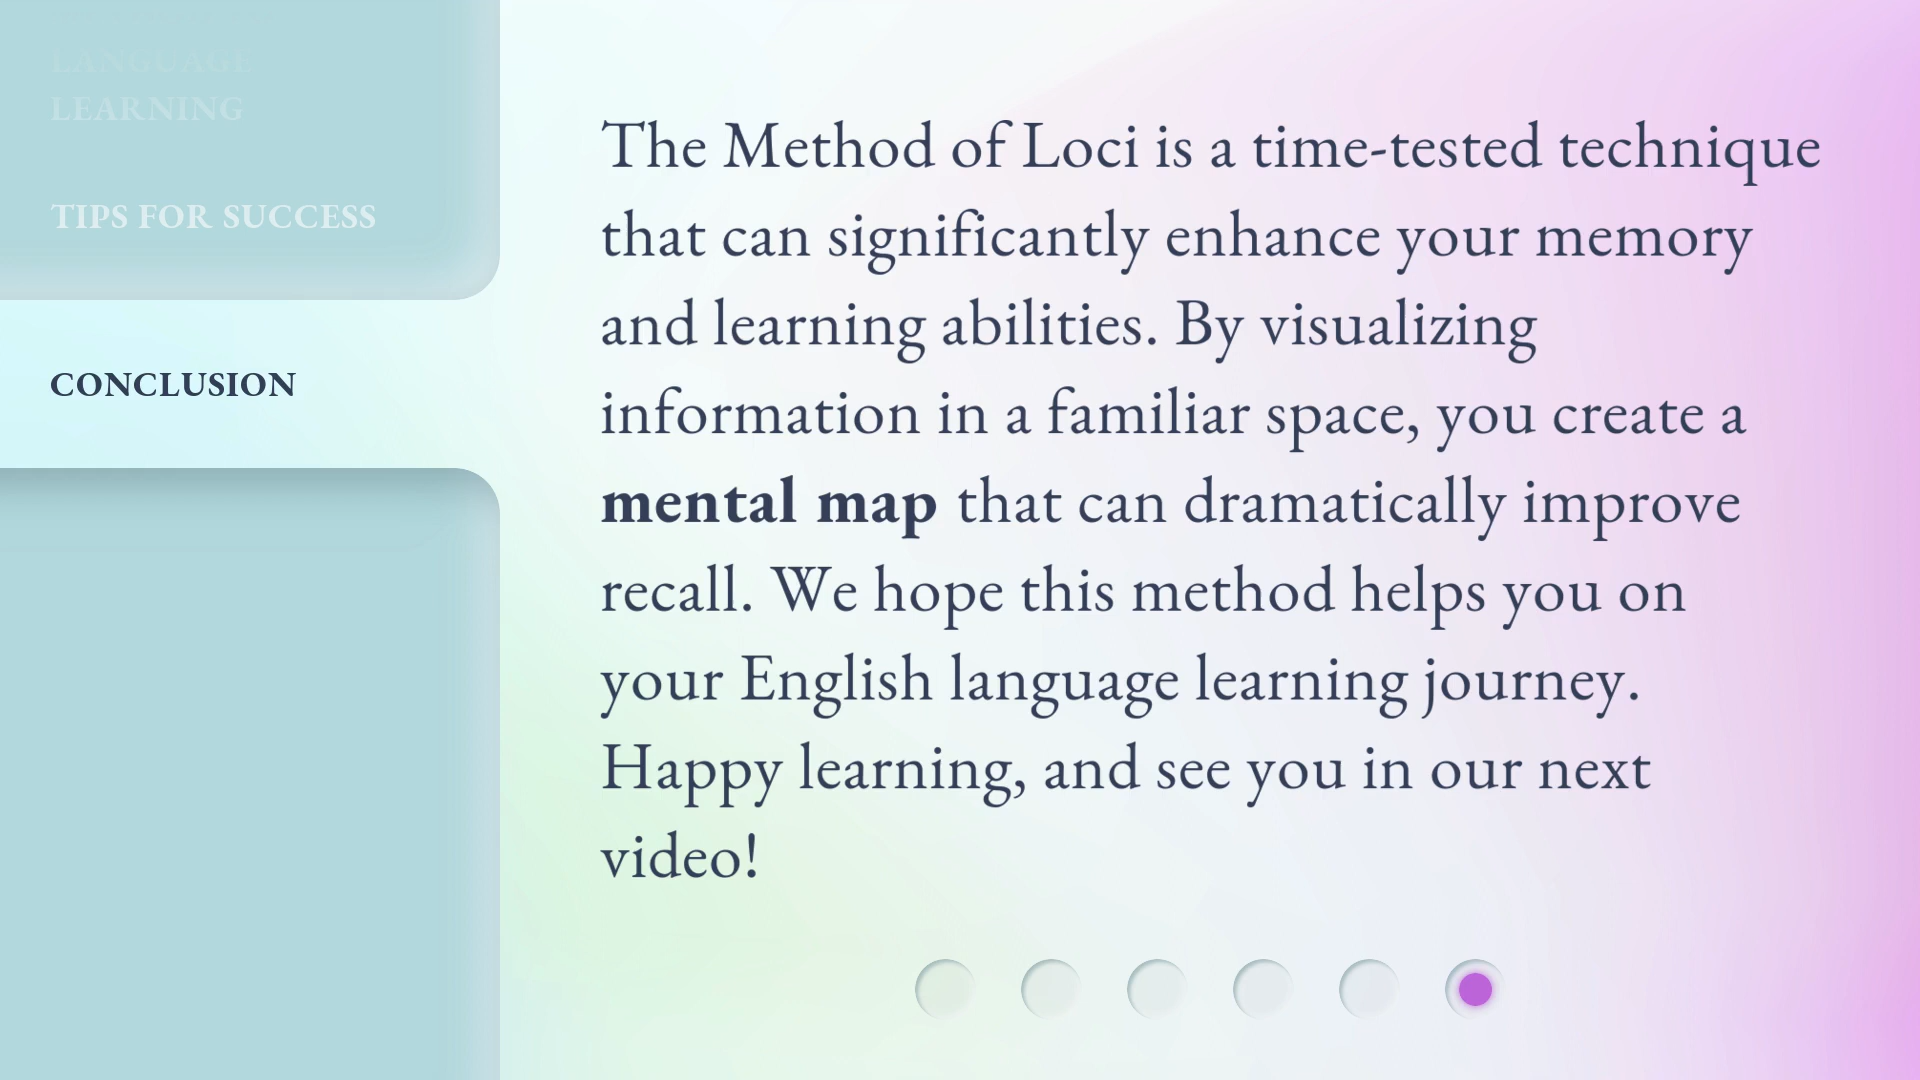 LANGUAGE
LEARNING
TIPS FOR SUCCESS
CONCLUSION
The Method of Loci is a time-tested technique
that can significantly enhance your memory
and learning abilities. By visualizing
information in a familiar space, you create a
mental map that can dramatically improve
recall. We hope this method helps you on
your English language learning journey.
Happy learning, and see you in our next
video!